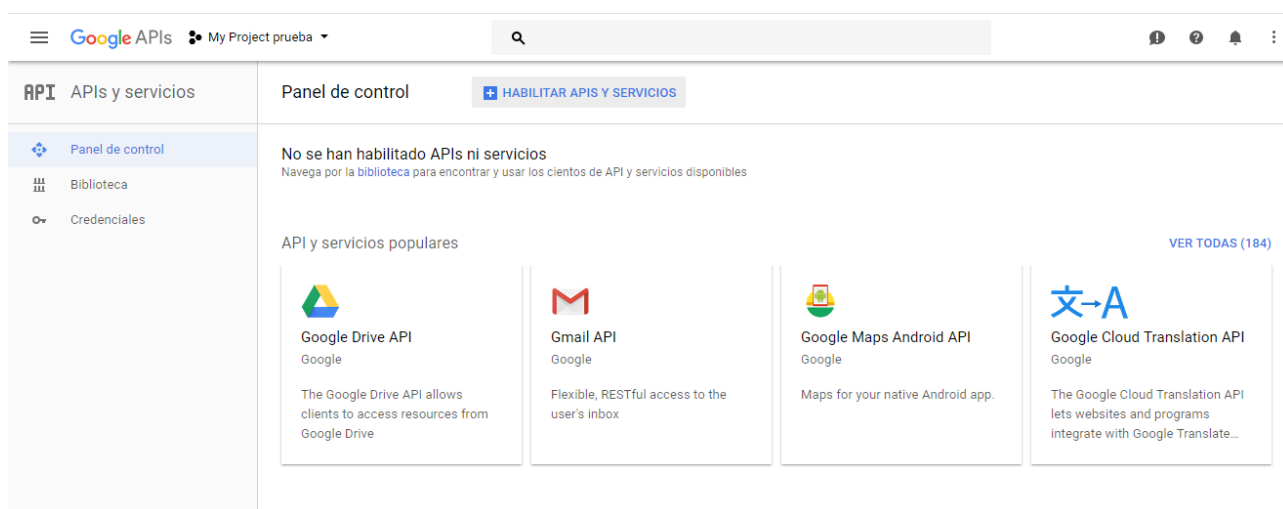 Google APIs My Project prueba
API APIs y servicios
Panel de control
HABILITAR APIS Y SERVICIOS
Panel de control
Biblioteca
Credenciales
No se han habilitado APIs ni servicios
Navega por la biblioteca para encontrar y usar los cientos de API y servicios disponibles
API y servicios populares
VER TODAS (184)
Google Drive API
Google
The Google Drive API allows
clients to access resources from
Google Drive
Gmail API
Google
Flexible, RESTful access to the
user's inbox
Google Maps Android API
Google
Maps for your native Android app.
文→A
Google Cloud Translation API
Google
The Google Cloud Translation API
lets websites and programs
integrate with Google Translate...